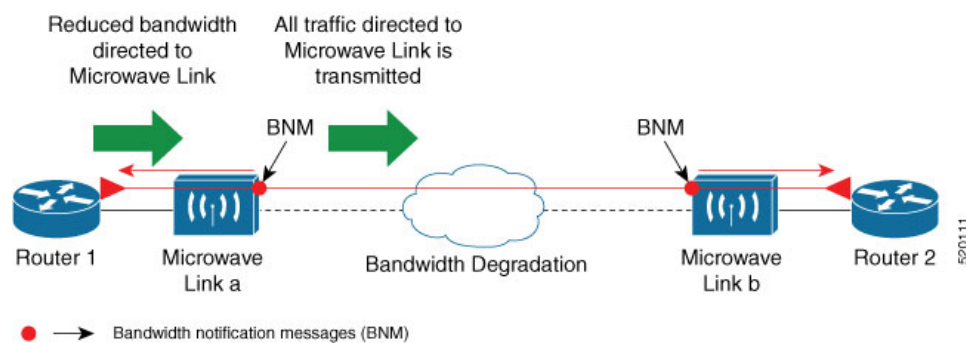 Reduced bandwidth
directed to
Microwave Link
All traffic directed to
Microwave Link is
transmitted
BNM
BNM
Router 1
Microwave
Link a
Bandwidth Degradation
Microwave
Link b
Router 2
520111
Bandwidth notification messages (BNM)